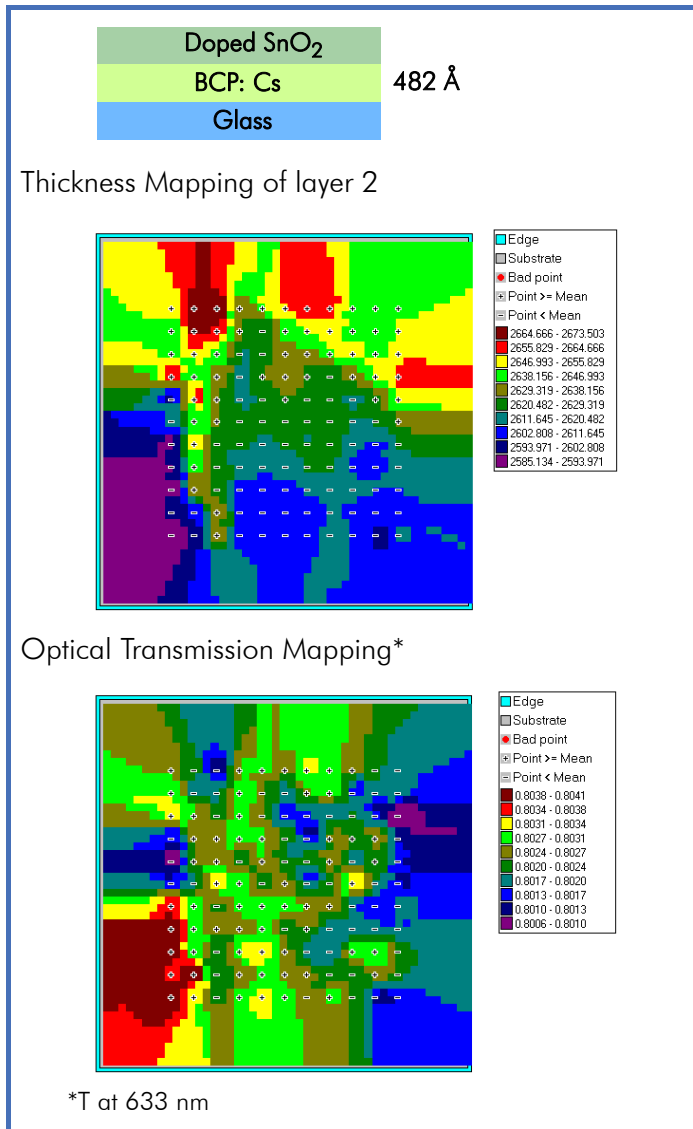 Doped SnO₂
BCP: Cs
482 Å
Glass
Thickness Mapping of layer 2
Edge
Substrate
Bad point
Point >= Mean
Point < Mean
2664.666 - 2673.503
2655.829 - 2664.666
2646.993 - 2655.829
2638.156 - 2646.993
2629.319 - 2638.156
2620.482 - 2629.319
2611.645 - 2620.482
2602.808 - 2611.645
2593.971 - 2602.808
2585.134 - 2593.971
Optical Transmission Mapping*
Edge
Substrate
Bad point
Point >= Mean
Point < Mean
0.8038 - 0.8041
0.8034 - 0.8038
0.8031 - 0.8034
0.8027 - 0.8031
0.8024 - 0.8027
0.8020 - 0.8024
0.8017 - 0.8020
0.8013 - 0.8017
0.8010 - 0.8013
0.8006 - 0.8010
*T at 633 nm